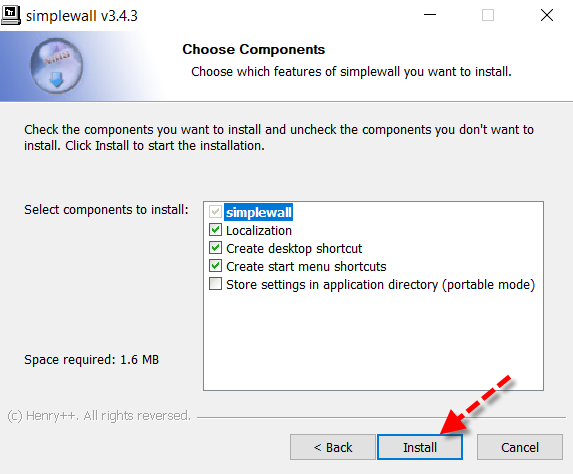 simplewall v3.4.3
Choose Components
Choose which features of simplewall you want to install.
Check the components you want to install and uncheck the components you don't want to
install. Click Install to start the installation.
Select components to install:
simplewall
Localization
Create desktop shortcut
Create start menu shortcuts
Store settings in application directory (portable mode)
Space required: 1.6 MB
(c) Henry++. All rights reversed.
< Back
Install
Cancel